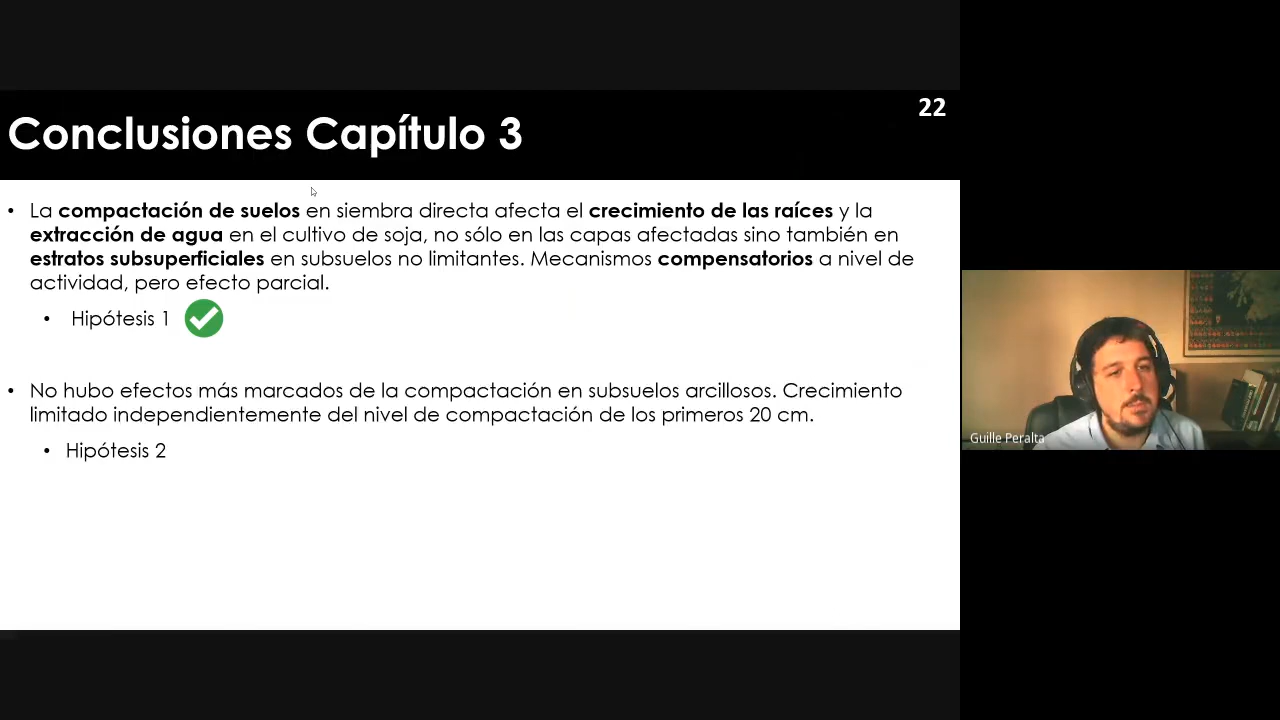 22
Conclusiones Capítulo 3
• La compactación de suelos en siembra directa afecta el crecimiento de las raíces y la
extracción de agua en el cultivo de soja, no sólo en las capas afectadas sino también en
estratos subsuperficiales en subsuelos no limitantes. Mecanismos compensatorios a nivel de
actividad, pero efecto parcial.
• Hipótesis 1
• No hubo efectos más marcados de la compactación en subsuelos arcillosos. Crecimiento
limitado independientemente del nivel de compactación de los primeros 20 cm.
• Hipótesis 2
Guille Peralta